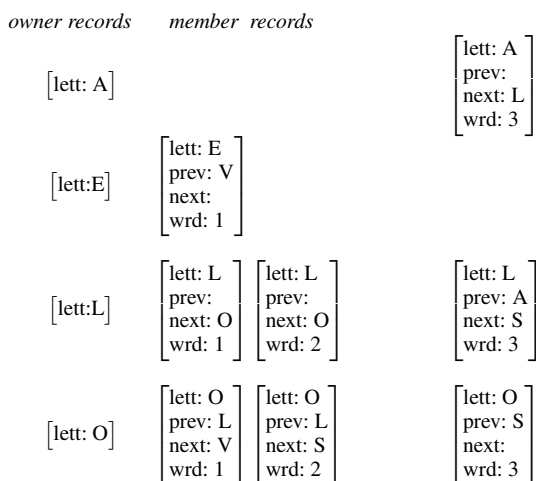 owner records member records
[lett: A]
lett: A
prev:
next: L
wrd: 3
[lett:E]
lett: E
prev: V
next:
wrd: 1
[lett:L]
lett: L
prev:
next: O
wrd: 1
lett: L
prev:
next: O
wrd: 2
lett: L
prev: A
next: S
wrd: 3
[lett: O]
lett: O
prev: L
next: V
wrd: 1
lett: O
prev: L
next: S
wrd: 2
lett: O
prev: S
next:
wrd: 3